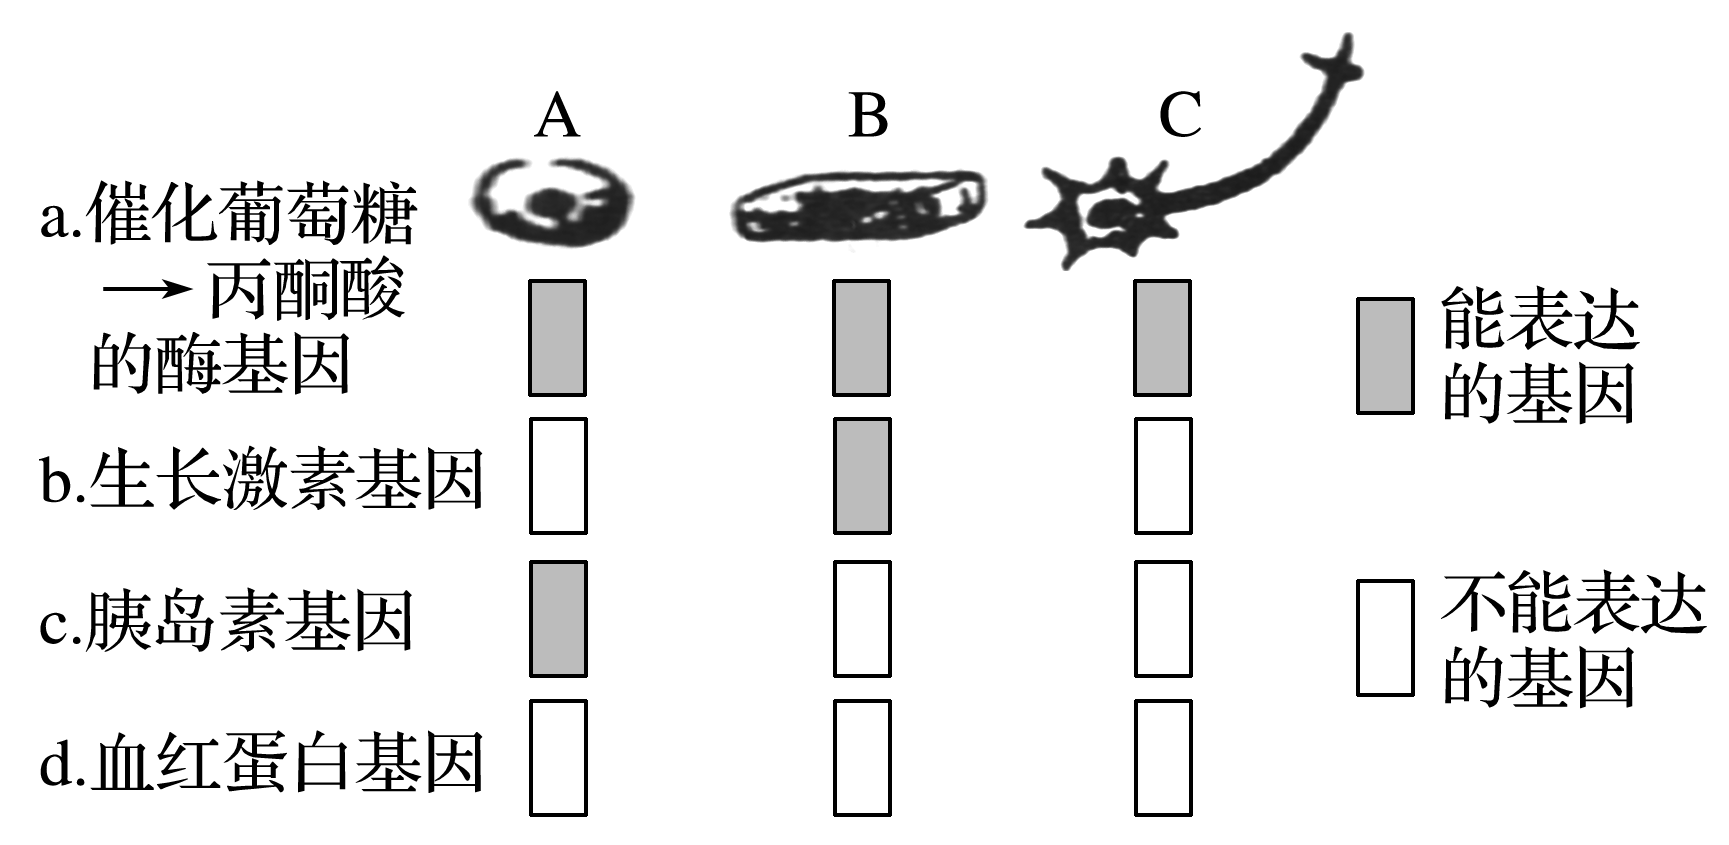 A B C
a.催化葡萄糖
→丙酮酸
的酶基因
能表达
的基因
b.生长激素基因
c.胰岛素基因
不能表达
的基因
d.血红蛋白基因